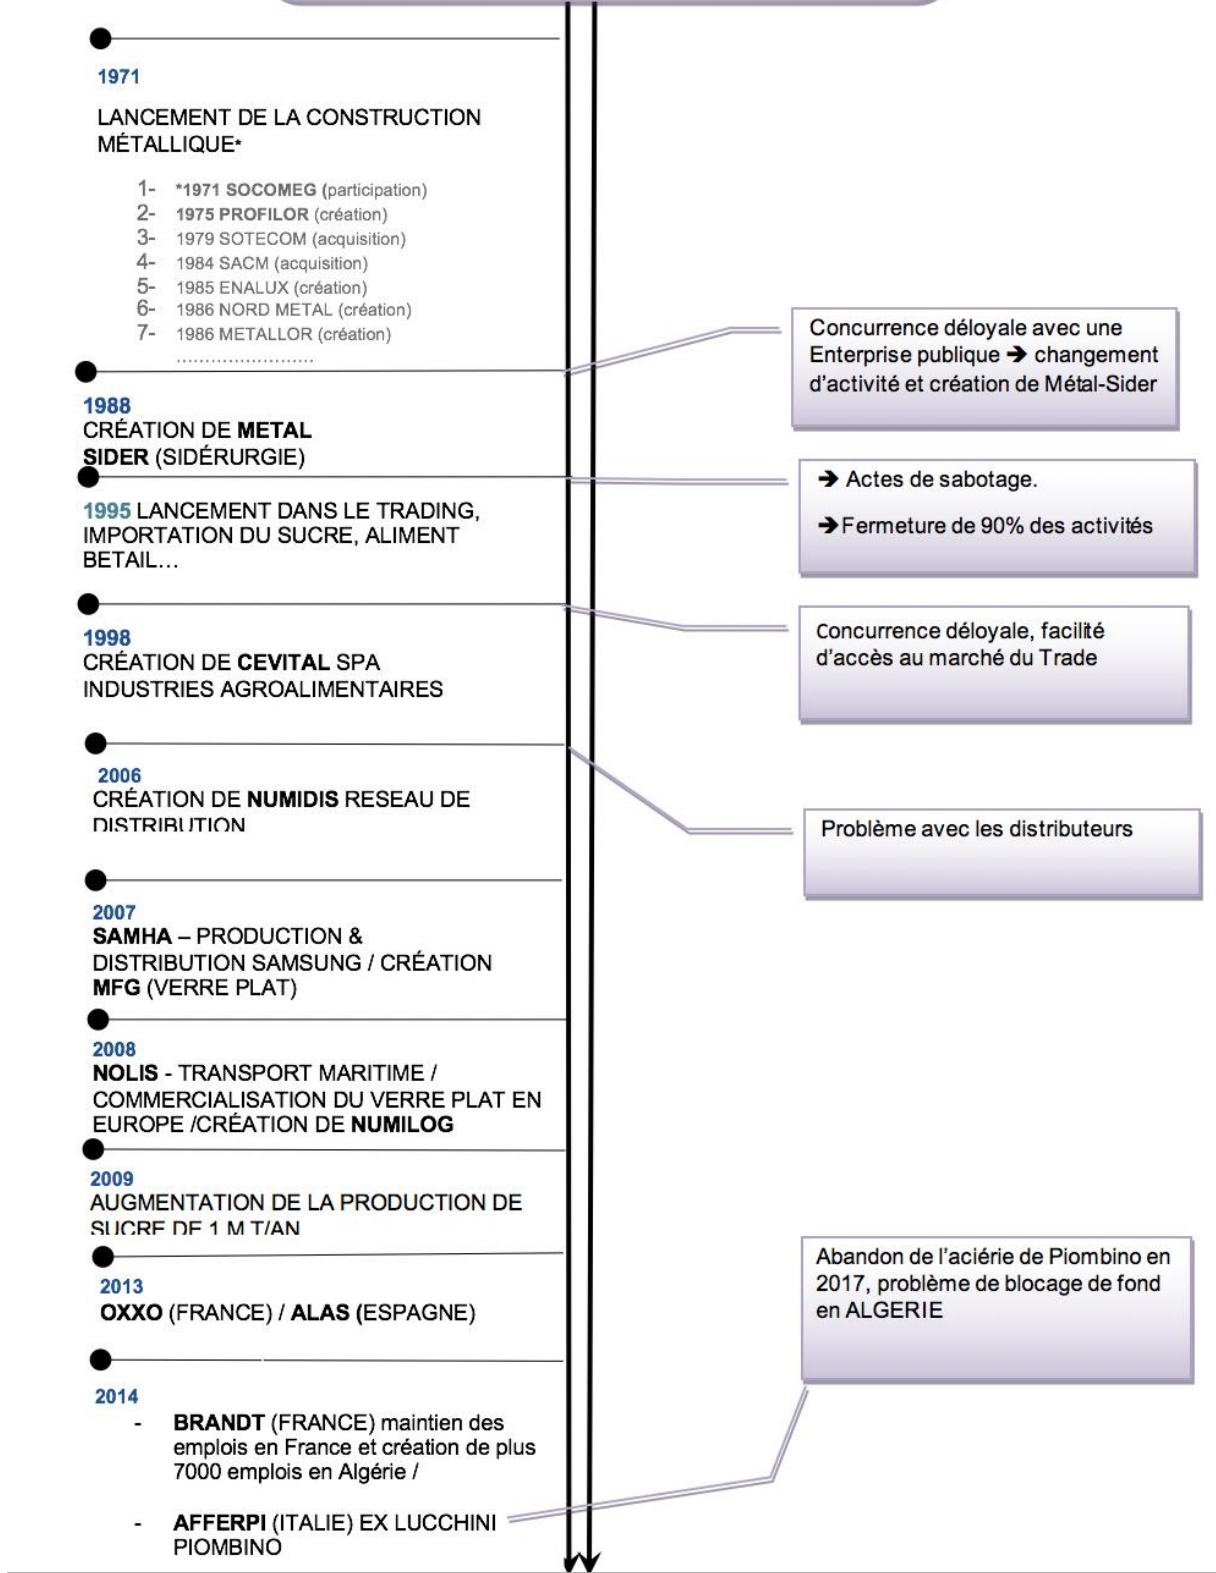 1971
LANCEMENT DE LA CONSTRUCTION
MÉTALLIQUE*
1- *1971 SOCOMEG (participation)
2- 1975 PROFILOR (création)
3- 1979 SOTECOM (acquisition)
4- 1984 SACM (acquisition)
5- 1985 ENALUX (création)
6- 1986 NORD METAL (création)
7- 1986 METALLOR (création)
........................
Concurrence déloyale avec une
Enterprise publique ➔ changement
d'activité et création de Métal-Sider
1988
CRÉATION DE METAL
SIDER (SIDÉRURGIE)
➔ Actes de sabotage.
➔Fermeture de 90% des activités
1995 LANCEMENT DANS LE TRADING,
IMPORTATION DU SUCRE, ALIMENT
BETAIL…
Concurrence déloyale, facilité
d'accès au marché du Trade
1998
CRÉATION DE CEVITAL SPA
INDUSTRIES AGROALIMENTAIRES
2006
CRÉATION DE NUMIDIS RESEAU DE
DISTRIBUTION
Problème avec les distributeurs
2007
SAMHA – PRODUCTION &
DISTRIBUTION SAMSUNG / CRÉATION
MFG (VERRE PLAT)
2008
NOLIS - TRANSPORT MARITIME /
COMMERCIALISATION DU VERRE PLAT EN
EUROPE /CRÉATION DE NUMILOG
2009
AUGMENTATION DE LA PRODUCTION DE
SUCRE DE 1 M T/AN
2013
OXXO (FRANCE) / ALAS (ESPAGNE)
Abandon de l'aciérie de Piombino en
2017, problème de blocage de fond
en ALGERIE
2014
- BRANDT (FRANCE) maintien des
emplois en France et création de plus
7000 emplois en Algérie /
- AFFERPI (ITALIE) EX LUCCHINI
PIOMBINO